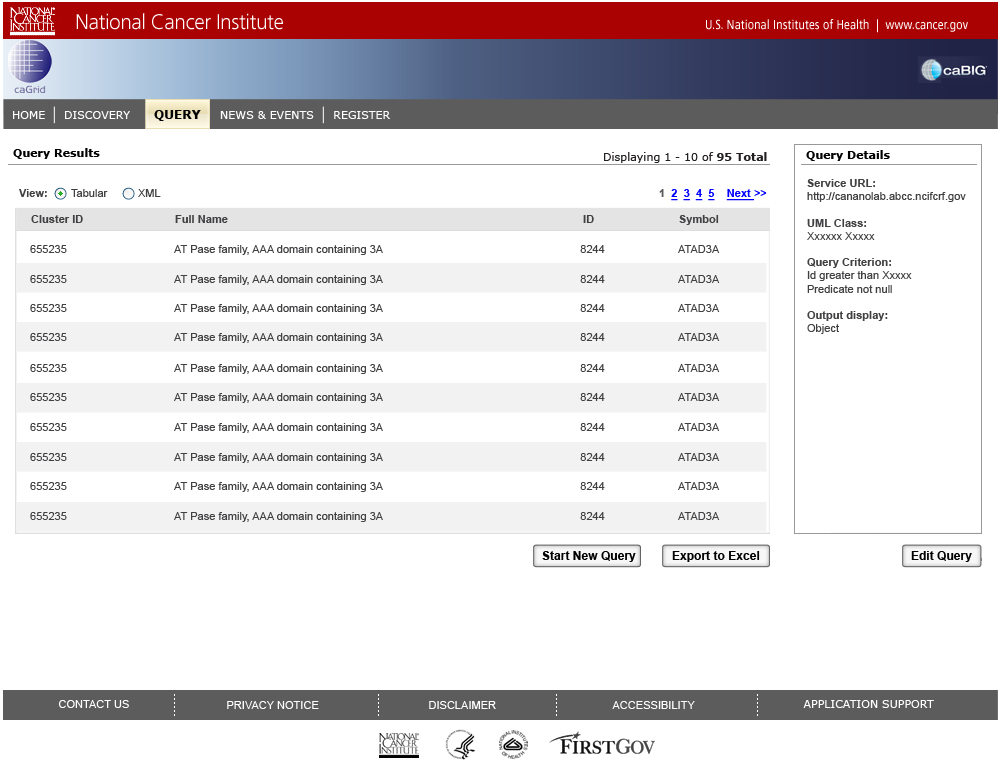 NATIONAL CANCER INSTITUTE
National Cancer Institute
U.S. National Institutes of Health | www.cancer.gov
caGrid
caBIG
HOME | DISCOVERY QUERY NEWS & EVENTS | REGISTER
Query Results
Displaying 1 - 10 of 95 Total
View: Tabular XML
1 2 3 4 5 Next >>
Cluster ID Full Name ID Symbol
655235 AT Pase family, AAA domain containing 3A 8244 ATAD3A
655235 AT Pase family, AAA domain containing 3A 8244 ATAD3A
655235 AT Pase family, AAA domain containing 3A 8244 ATAD3A
655235 AT Pase family, AAA domain containing 3A 8244 ATAD3A
655235 AT Pase family, AAA domain containing 3A 8244 ATAD3A
655235 AT Pase family, AAA domain containing 3A 8244 ATAD3A
655235 AT Pase family, AAA domain containing 3A 8244 ATAD3A
655235 AT Pase family, AAA domain containing 3A 8244 ATAD3A
655235 AT Pase family, AAA domain containing 3A 8244 ATAD3A
655235 AT Pase family, AAA domain containing 3A 8244 ATAD3A
Start New Query
Export to Excel
Query Details
Service URL:
http://cananolab.abcc.ncifcrf.gov
UML Class:
Xxxxxx Xxxxx
Query Criterion:
Id greater than Xxxxx
Predicate not null
Output display:
Object
Edit Query
CONTACT US
PRIVACY NOTICE
DISCLAIMER
ACCESSIBILITY
APPLICATION SUPPORT
NATIONAL CANCER INSTITUTE
NATIONAL INSTITUTES OF HEALTH
FIRSTGOV